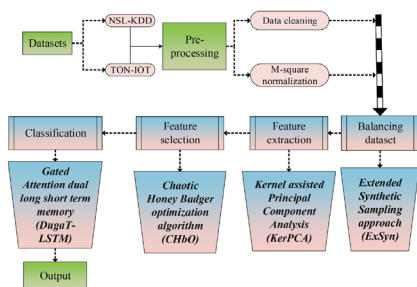 NSL-KDD
Datasets
TON-IOT
Pre-
processing
Data cleaning
M-square
normalization
Classification
Feature
selection
Feature
extraction
Balancing
dataset
Gated
Attention dual
long short term
memory
(DugaT-
LSTM)
Chaotic
Honey Badger
optimization
algorithm
(CHbO)
Kernel assisted
Principal
Component
Analysis
(KerPCA)
Extended
Synthetic
Sampling
approach
(ExSyn)
Output